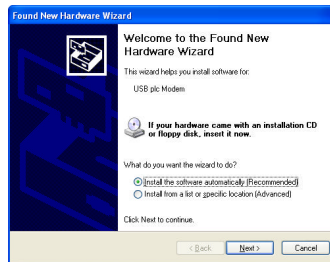 Found New Hardware Wizard
Welcome to the Found New
Hardware Wizard
This wizard helps you install software for:
USB plc Modem
If your hardware came with an installation CD
or floppy disk, insert it now.
What do you want the wizard to do?
Install the software automatically (Recommended)
Install from a list or specific location (Advanced)
Click Next to continue.
< Back
Next >
Cancel